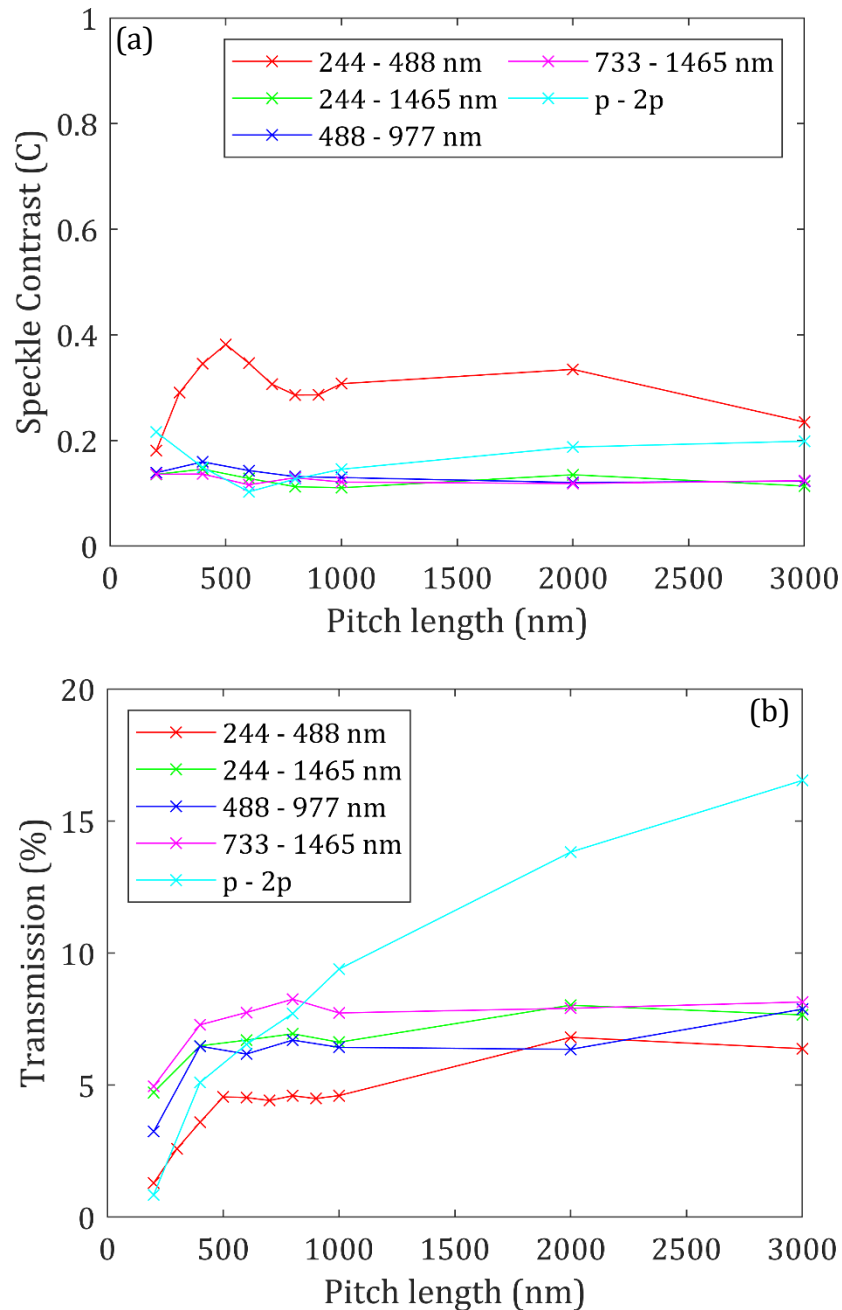 (a)
1
0.8
0.6
0.4
0.2
0
Speckle Contrast (C)
244 - 488 nm
733 - 1465 nm
244 - 1465 nm
p - 2p
488 - 977 nm
0 500 1000 1500 2000 2500 3000
Pitch length (nm)
(b)
20
15
10
5
0
Transmission (%)
244 - 488 nm
244 - 1465 nm
488 - 977 nm
733 - 1465 nm
p - 2p
0 500 1000 1500 2000 2500 3000
Pitch length (nm)